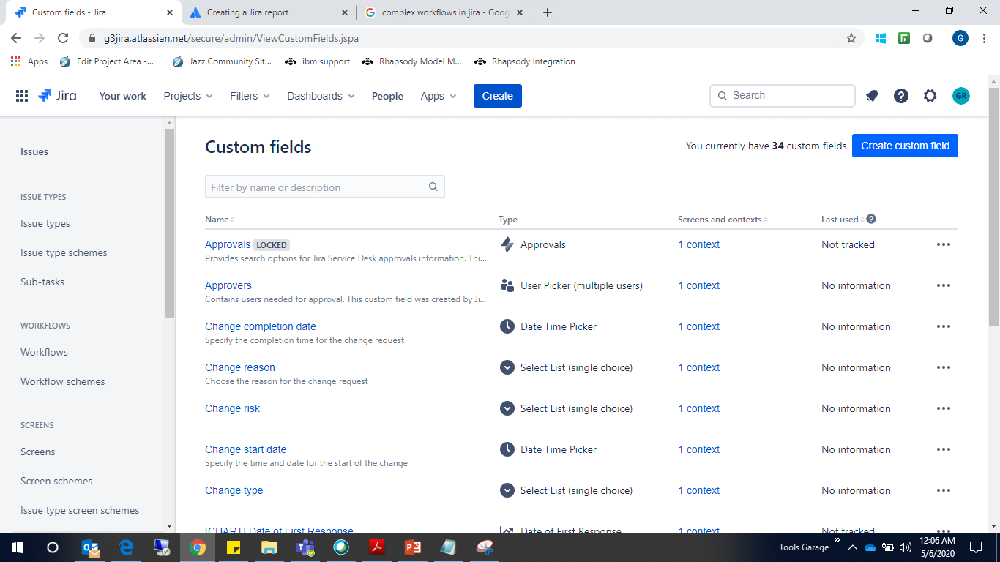 Custom fields - Jira
Creating a Jira report
complex workflows in jira - Goog
g3jira.atlassian.net/secure/admin/ViewCustomFields.jspa
G
Apps
Edit Project Area -...
Jazz Community Sit...
ibm support
Rhapsody Model M...
Rhapsody Integration
Jira
Your work
Projects
Filters
Dashboards
People
Apps
Create
Search
GR
Issues
ISSUE TYPES
Issue types
Issue type schemes
Sub-tasks
WORKFLOWS
Workflows
Workflow schemes
SCREENS
Screens
Screen schemes
Issue type screen schemes
Custom fields
You currently have 34 custom fields
Create custom field
Filter by name or description
Name Type Screens and contexts Last used
Approvals LOCKED Approvals 1 context Not tracked
Provides search options for Jira Service Desk approvals information. Thi...
Approvers User Picker (multiple users) 1 context No information
Contains users needed for approval. This custom field was created by Ji...
Change completion date Date Time Picker 1 context No information
Specify the completion time for the change request
Change reason Select List (single choice) 1 context No information
Choose the reason for the change request
Change risk Select List (single choice) 1 context No information
Change start date Date Time Picker 1 context No information
Specify the time and date for the start of the change
Change type Select List (single choice) 1 context No information
[CHART] Date of First Response Date of First Response 1 context Not tracked
Tools Garage
12:06 AM
5/6/2020